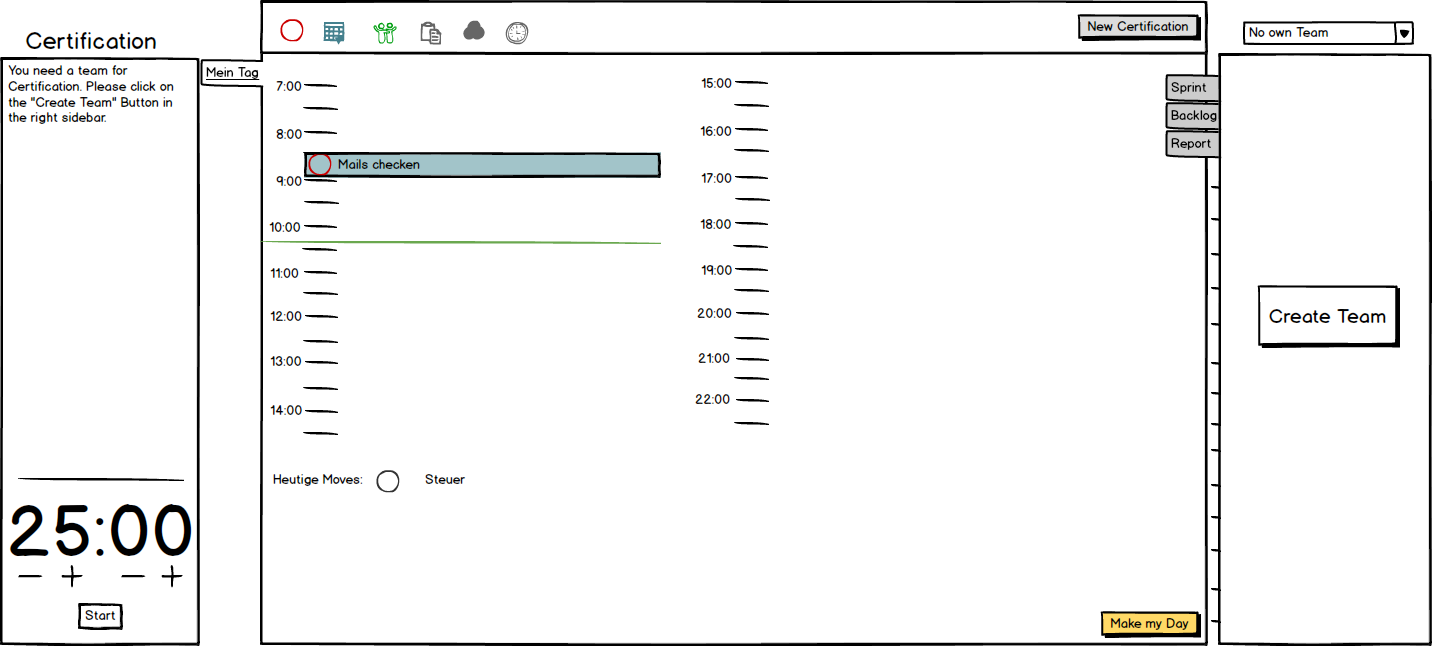 Certification
You need a team for
Certification. Please click on
the "Create Team" Button in
the right sidebar.
25:00
− + − +
Start
Mein Tag
New Certification
7:00
8:00
Mails checken
9:00
10:00
11:00
12:00
13:00
14:00
15:00
16:00
17:00
18:00
19:00
20:00
21:00
22:00
Heutige Moves: Steuer
Make my Day
Sprint
Backlog
Report
No own Team
Create Team